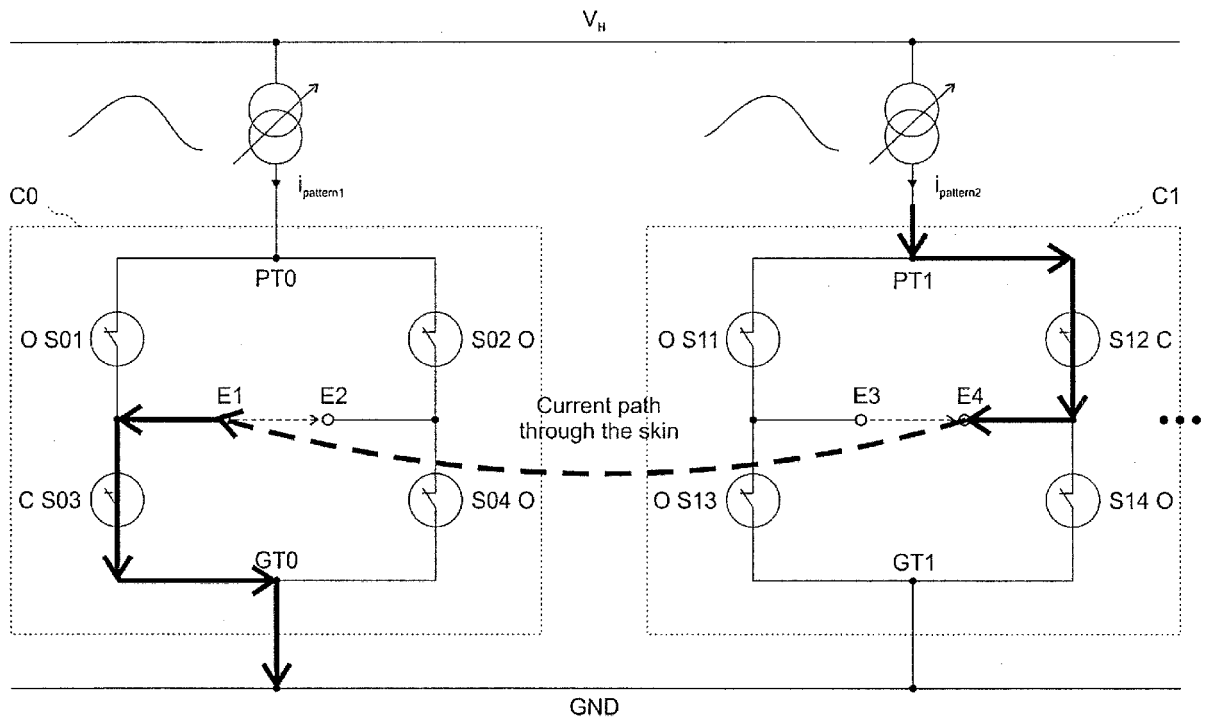 V_H
i_pattern1
i_pattern2
C0
C1
PT0
PT1
O S01
S02 O
O S11
S12 C
E1
E2
Current path
through the skin
E3
E4
C S03
S04 O
O S13
S14 O
GT0
GT1
GND